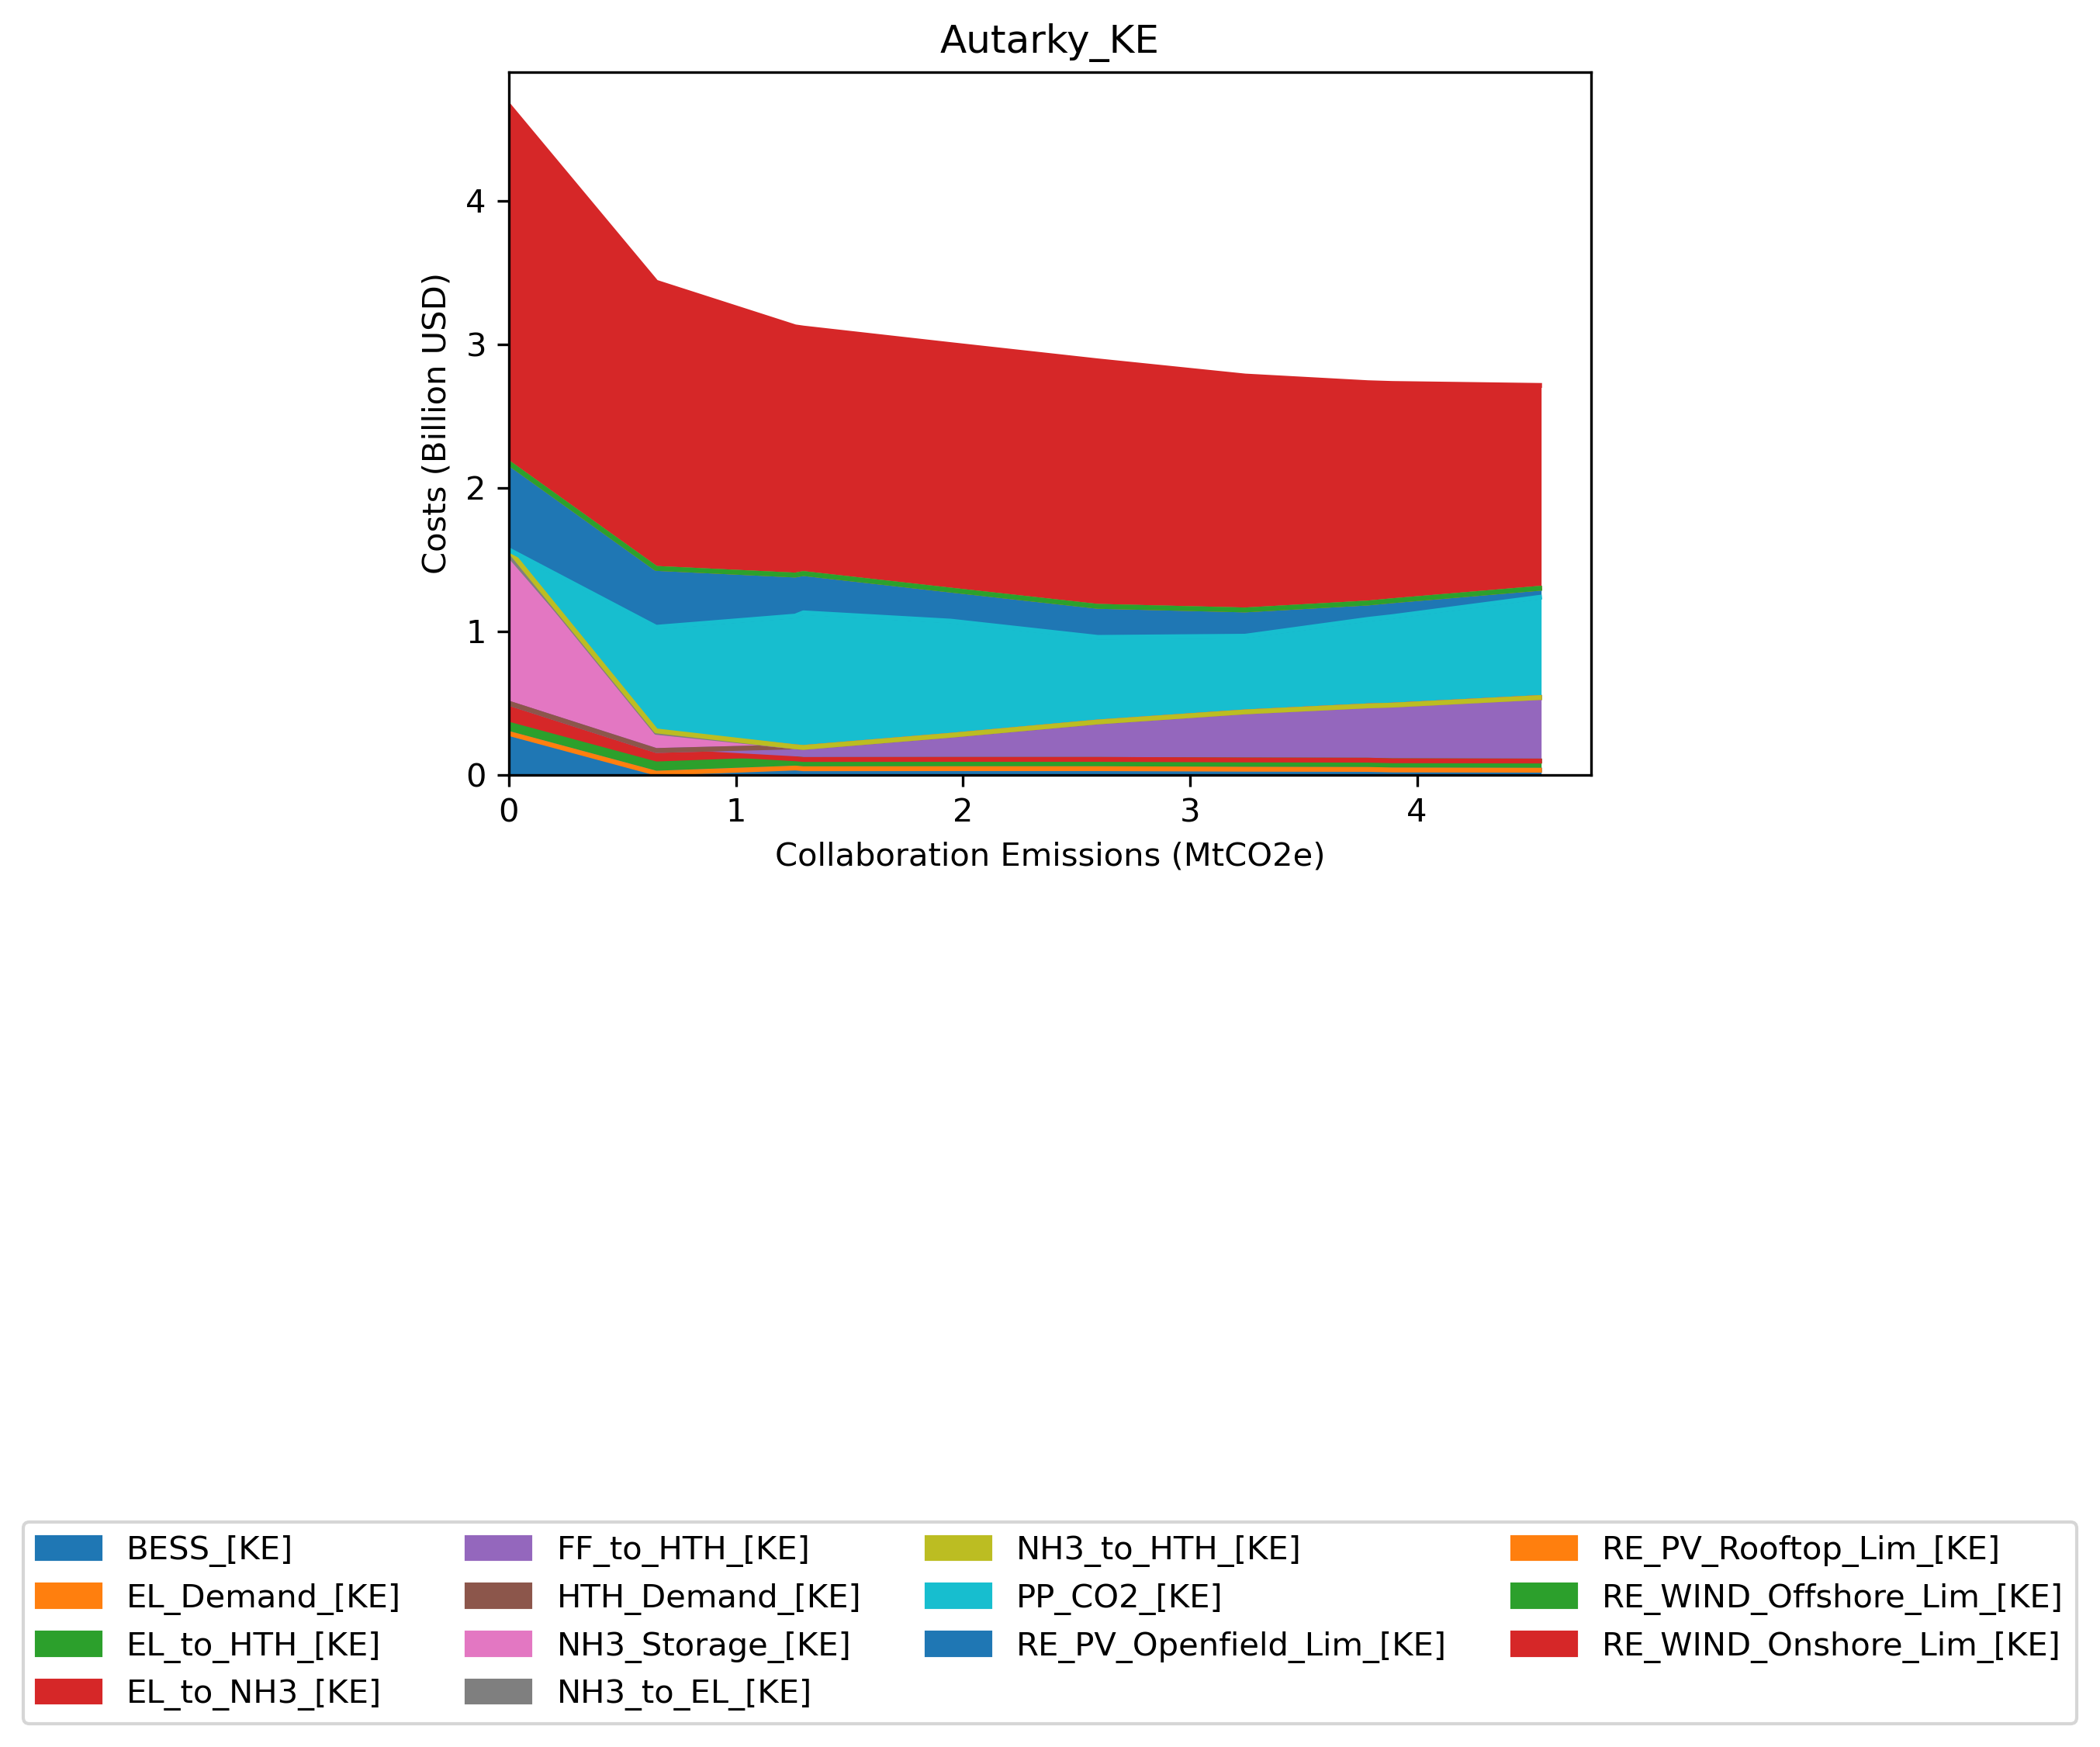 Autarky_KE
Costs (Billion USD)
4
3
2
1
0
0 1 2 3 4
Collaboration Emissions (MtCO2e)
BESS_[KE]
EL_Demand_[KE]
EL_to_HTH_[KE]
EL_to_NH3_[KE]
FF_to_HTH_[KE]
HTH_Demand_[KE]
NH3_Storage_[KE]
NH3_to_EL_[KE]
NH3_to_HTH_[KE]
PP_CO2_[KE]
RE_PV_Openfield_Lim_[KE]
RE_PV_Rooftop_Lim_[KE]
RE_WIND_Offshore_Lim_[KE]
RE_WIND_Onshore_Lim_[KE]